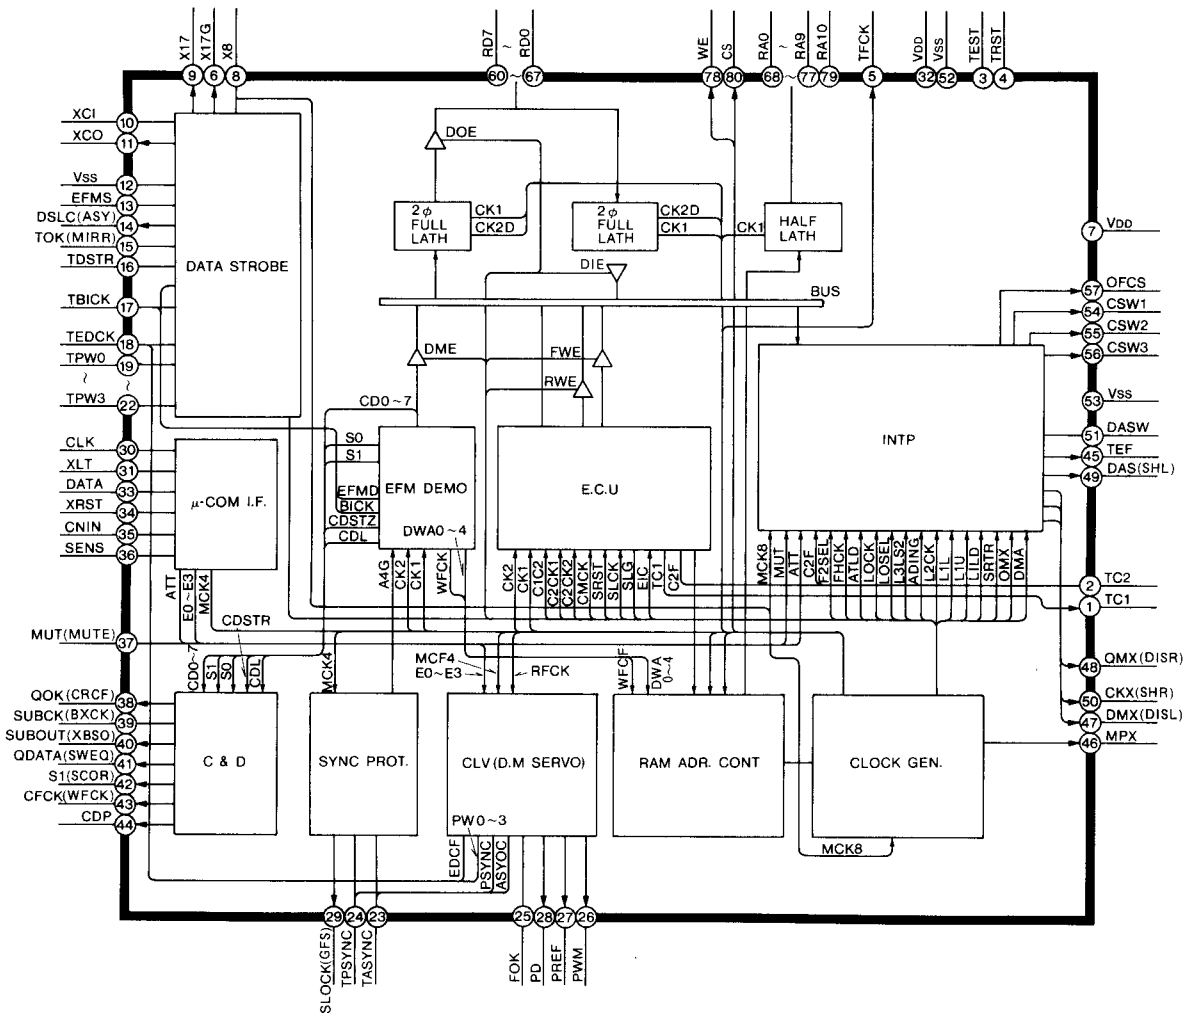 X17
X17G
X8
RD7
~
RD0
WE
CS
RA0
~
RA9
RA10
TFCK
VDD
VSS
TEST
TRST
9
6
8
60
~
67
78
80
68
~
77
79
5
32
52
3
4
XCI
10
XCO
11
VSS
12
EFMS
13
DSLC(ASY)
14
TOK(MIRR)
15
TDSTR
16
TBICK
17
TEDCK
18
TPW0
19
~
~
TPW3
22
CLK
30
XLT
31
DATA
33
XRST
34
CNIN
35
SENS
36
MUT(MUTE)
37
QOK(CRCF)
38
SUBCK(BXCK)
39
SUBOUT(XBSO)
40
QDATA(SWEQ)
41
S1(SCOR)
42
CFCK(WFCK)
43
CDP
44
DATA STROBE
DOE
2φ
FULL
LATH
CK1
CK2D
2φ
FULL
LATH
CK2D
CK1
CK1
HALF
LATH
DIE
BUS
DME
FWE
RWE
CD0~7
S0
S1
EFMD
BICK
CDSTZ
CDL
EFM DEMO
DWA0~4
E.C.U
INTP
μ-COM I.F.
ATT
E0~E3
MCK4
CDSTR
A4G
CK2
CK1
WFCK
CK2
CK1
C1C2
C2CK1
C2CK2
CMCK
SRST
SLCK
SLG
EIC
TC1
C2F
MCK8
MUT
ATT
C2F
F2SEL
FHCK
ATLD
LOCK
LOSEL
L3LS2
ADING
L2CK
L1L
L1U
LILD
SRTR
QMX
DMA
7
VDD
57
OFCS
54
CSW1
55
CSW2
56
CSW3
53
VSS
51
DASW
45
TEF
49
DAS(SHL)
2
TC2
1
TC1
48
QMX(DISR)
50
CKX(SHR)
47
DMX(DISL)
46
MPX
CD0~7
S1
S0
CDL
MCK4
MCF4
E0~E3
RFCK
WFCF
DWA
0~4
C & D
SYNC PROT.
CLV(D.M SERVO)
RAM ADR. CONT
CLOCK GEN.
PW0~3
EDCF
PSYNC
ASYOC
MCK8
29
24
23
25
28
27
26
SLOCK(GFS)
TPSYNC
TASYNC
FOK
PD
PREF
PWM